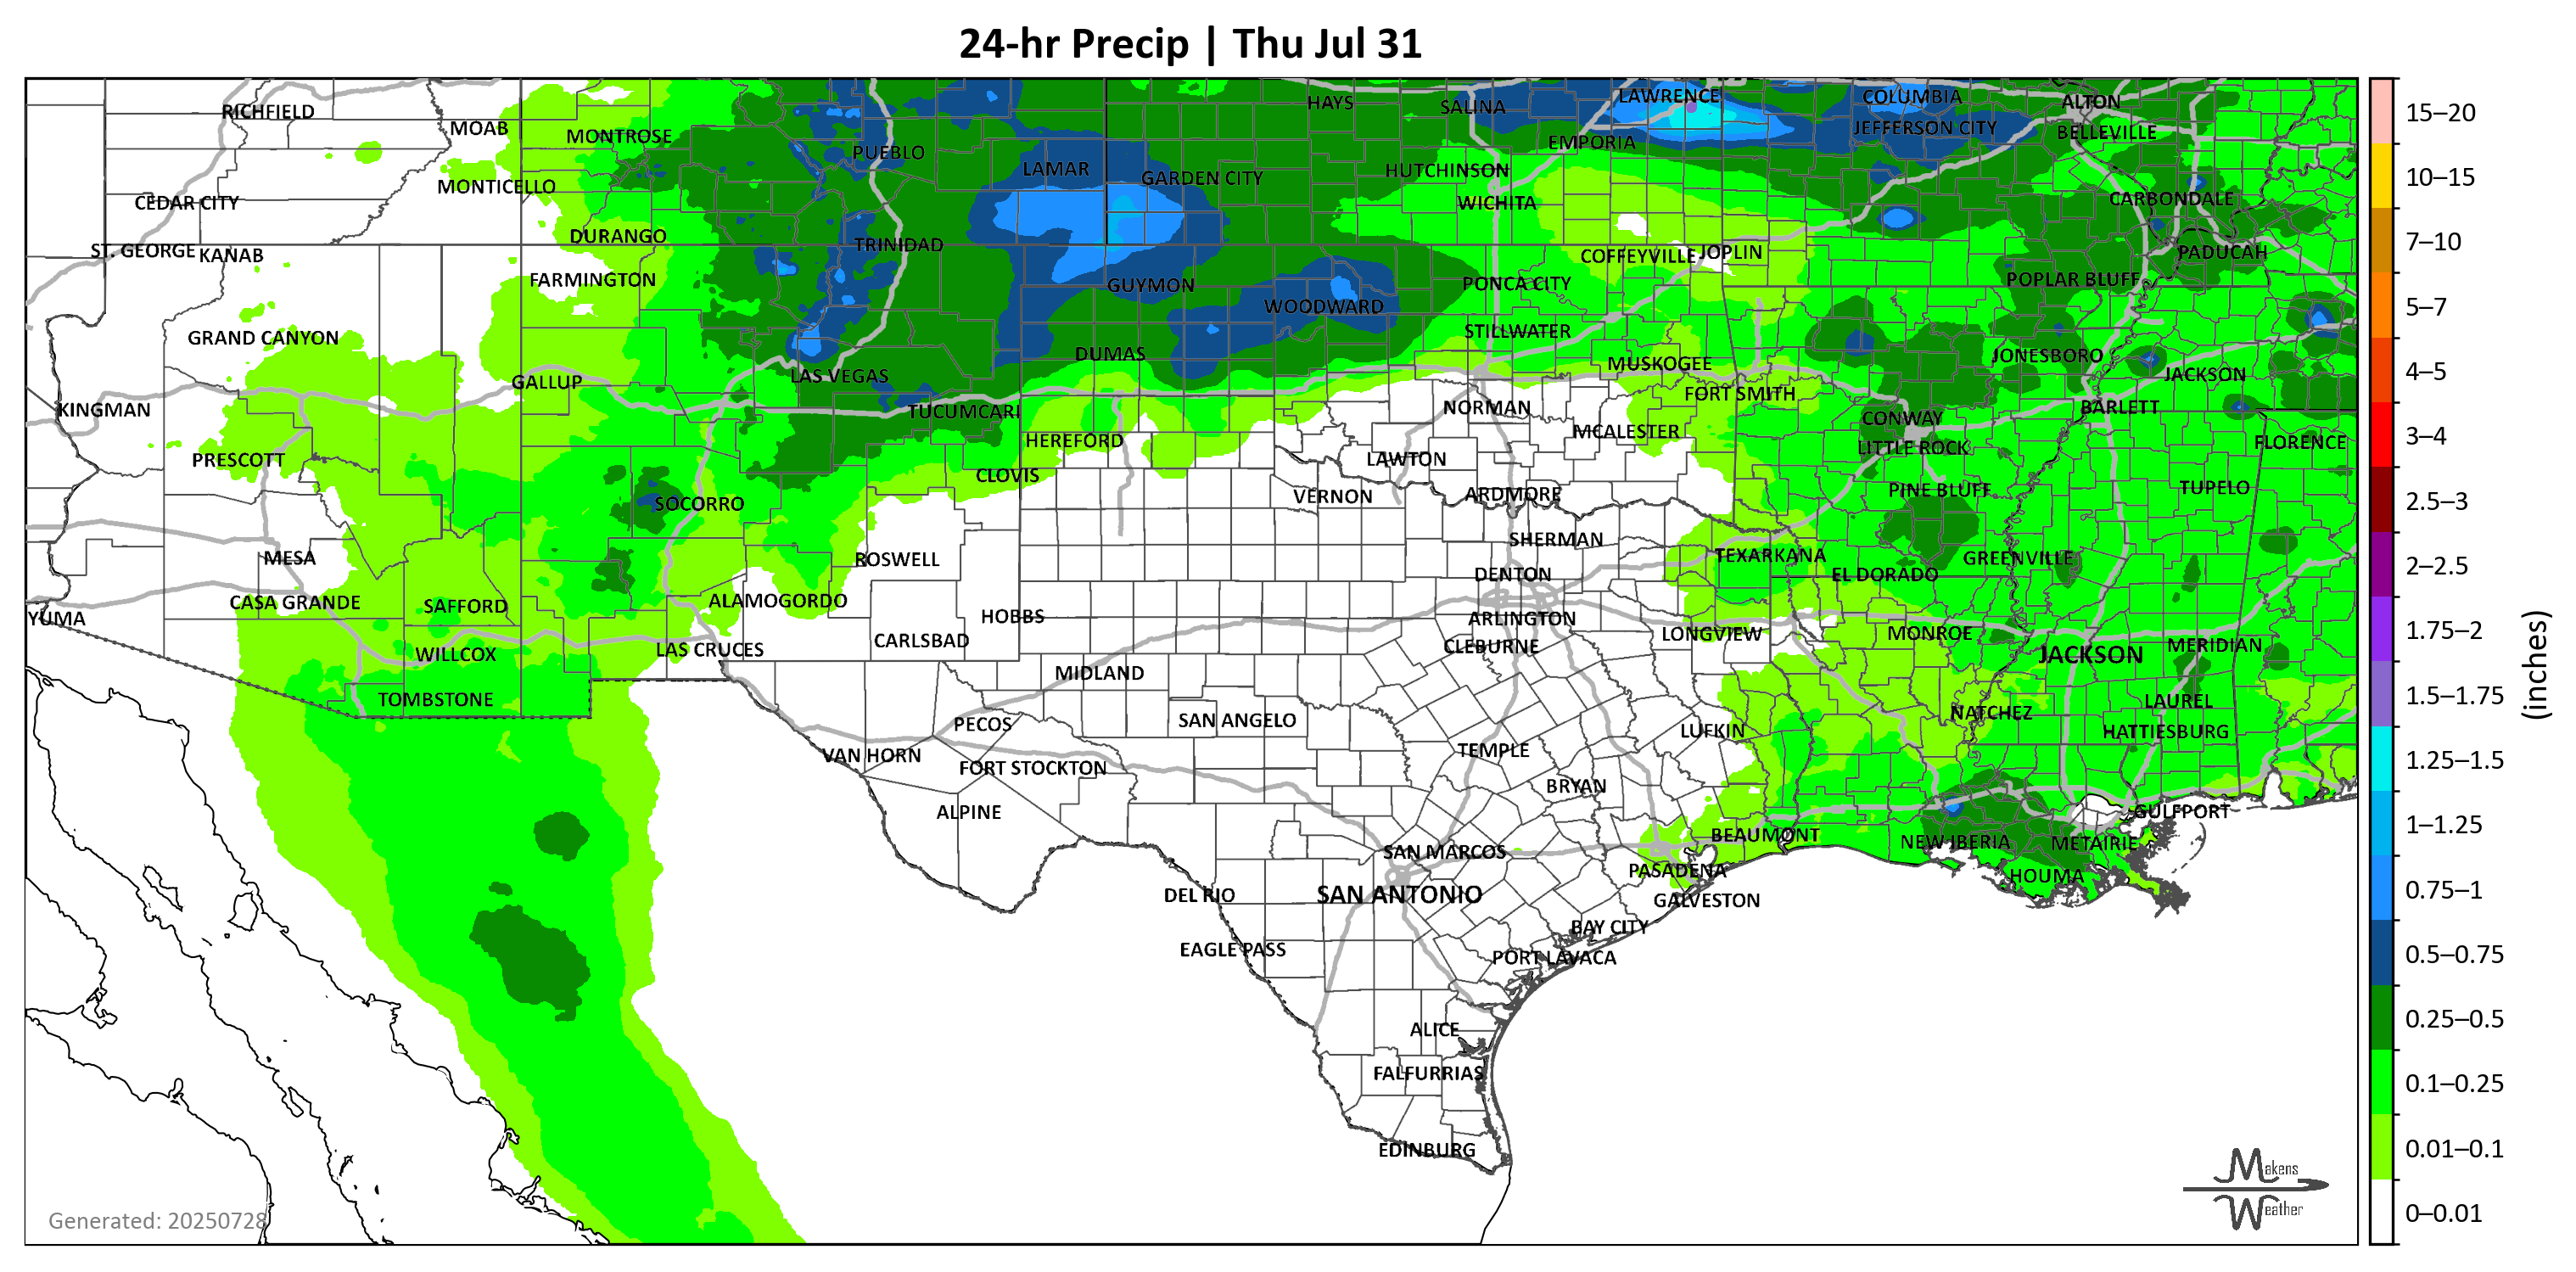 24-hr Precip | Thu Jul 31
RICHFIELD
MOAB
MONTROSE
PUEBLO
LAMAR
GARDEN CITY
HAYS
SALINA
LAWRENCE
COLUMBIA
ALTON
JEFFERSON CITY
BELLEVILLE
EMPORIA
HUTCHINSON
MONTICELLO
CEDAR CITY
WICHITA
CARBONDALE
DURANGO
TRINIDAD
ST. GEORGE
KANAB
COFFEYVILLE
JOPLIN
PADUCAH
FARMINGTON
GUYMON
PONCA CITY
POPLAR BLUFF
WOODWARD
GRAND CANYON
STILLWATER
DUMAS
JONESBORO
MUSKOGEE
LAS VEGAS
JACKSON
GALLUP
FORT SMITH
KINGMAN
TUCUMCARI
NORMAN
BARLETT
CONWAY
HEREFORD
MCALESTER
FLORENCE
LITTLE ROCK
PRESCOTT
LAWTON
CLOVIS
SOCORRO
VERNON
ARDMORE
PINE BLUFF
TUPELO
SHERMAN
MESA
ROSWELL
TEXARKANA
GREENVILLE
DENTON
EL DORADO
CASA GRANDE
SAFFORD
ALAMOGORDO
YUMA
HOBBS
ARLINGTON
CARLSBAD
LONGVIEW
MONROE
CLEBURNE
MERIDIAN
LAS CRUCES
WILLCOX
JACKSON
MIDLAND
TOMBSTONE
LAUREL
NATCHEZ
PECOS
SAN ANGELO
LUFKIN
HATTIESBURG
VAN HORN
TEMPLE
FORT STOCKTON
BRYAN
ALPINE
GULFPORT
BEAUMONT
NEW IBERIA
METAIRIE
SAN MARCOS
PASADENA
HOUMA
DEL RIO
SAN ANTONIO
GALVESTON
BAY CITY
EAGLE PASS
PORT LAVACA
ALICE
FALFURRIAS
EDINBURG
Generated: 20250728
Makens
Weather
15–20
10–15
7–10
5–7
4–5
3–4
2.5–3
2–2.5
1.75–2
1.5–1.75
1.25–1.5
1–1.25
0.75–1
0.5–0.75
0.25–0.5
0.1–0.25
0.01–0.1
0–0.01
(inches)